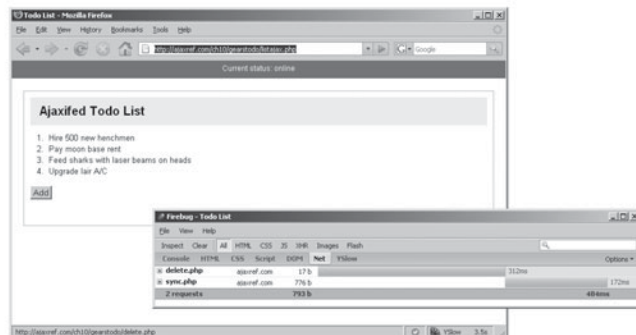 Todo List - Mozilla Firefox
File Edit View History Bookmarks Tools Help
http://ajaxref.com/ch10/gearstodo/listajax.php
Google
Current status: online
Ajaxifed Todo List
1. Hire 600 new henchmen
2. Pay moon base rent
3. Feed sharks with laser beams on heads
4. Upgrade lair A/C
Add
Firebug - Todo List
File View Help
Inspect Clear All HTML CSS JS XHR Images Flash
Console HTML CSS Script DOM Net YSlow Options
delete.php ajaxref.com 17 b 312ms
sync.php ajaxref.com 776 b 172ms
2 requests 793 b 484ms
http://ajaxref.com/ch10/gearstodo/delete.php YSlow 3.5s